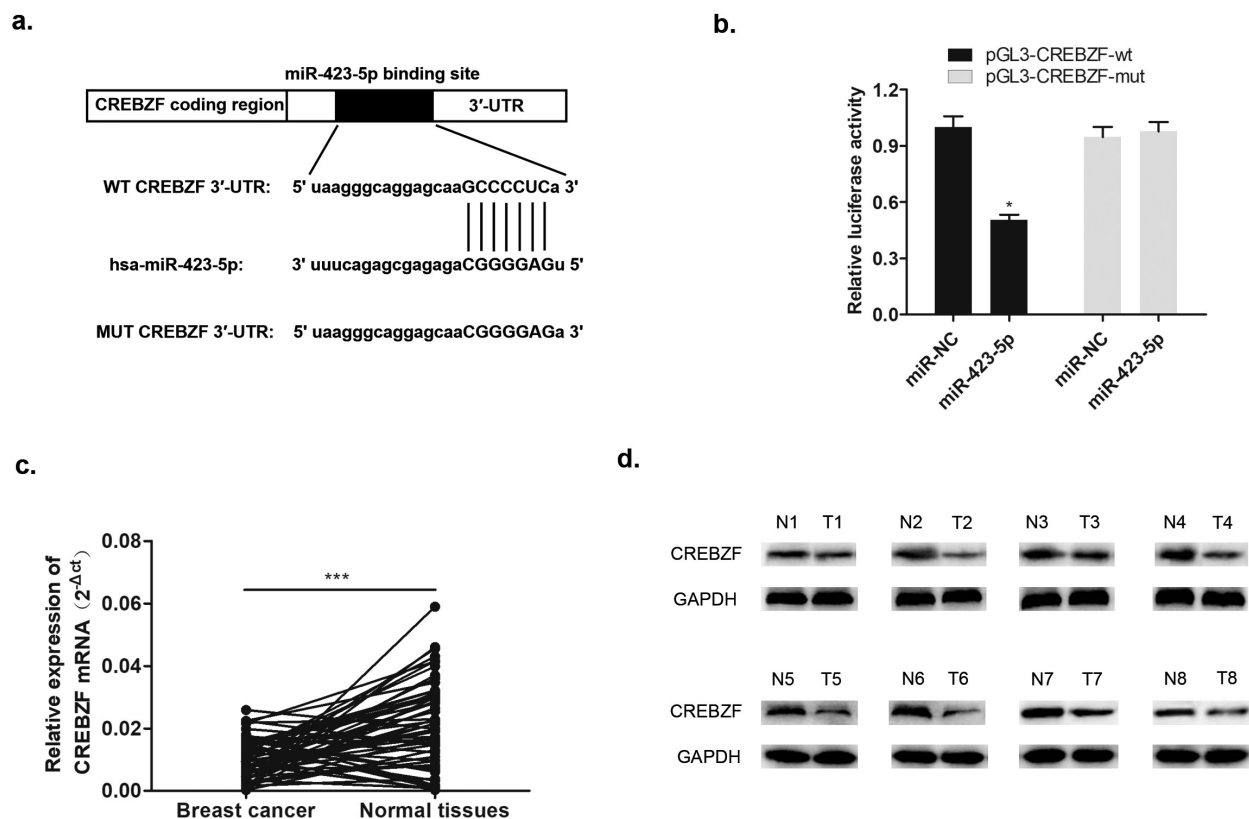 a.
miR-423-5p binding site
CREBZF coding region
3′-UTR
WT CREBZF 3′-UTR: 5' uaagggcaggagcaaGCCCCUCa 3'
hsa-miR-423-5p: 3' uuucagagcgagagaCGGGGAGu 5'
MUT CREBZF 3′-UTR: 5' uaagggcaggagcaaCGGGGAGa 3'
b.
pGL3-CREBZF-wt
pGL3-CREBZF-mut
Relative luciferase activity
1.2
0.9
0.6
0.3
0.0
*
miR-NC
miR-423-5p
miR-NC
miR-423-5p
c.
Relative expression of
CREBZF mRNA（2-Δct）
0.08
0.06
0.04
0.02
0.00
***
Breast cancer Normal tissues
d.
N1 T1 N2 T2 N3 T3 N4 T4
CREBZF
GAPDH
N5 T5 N6 T6 N7 T7 N8 T8
CREBZF
GAPDH